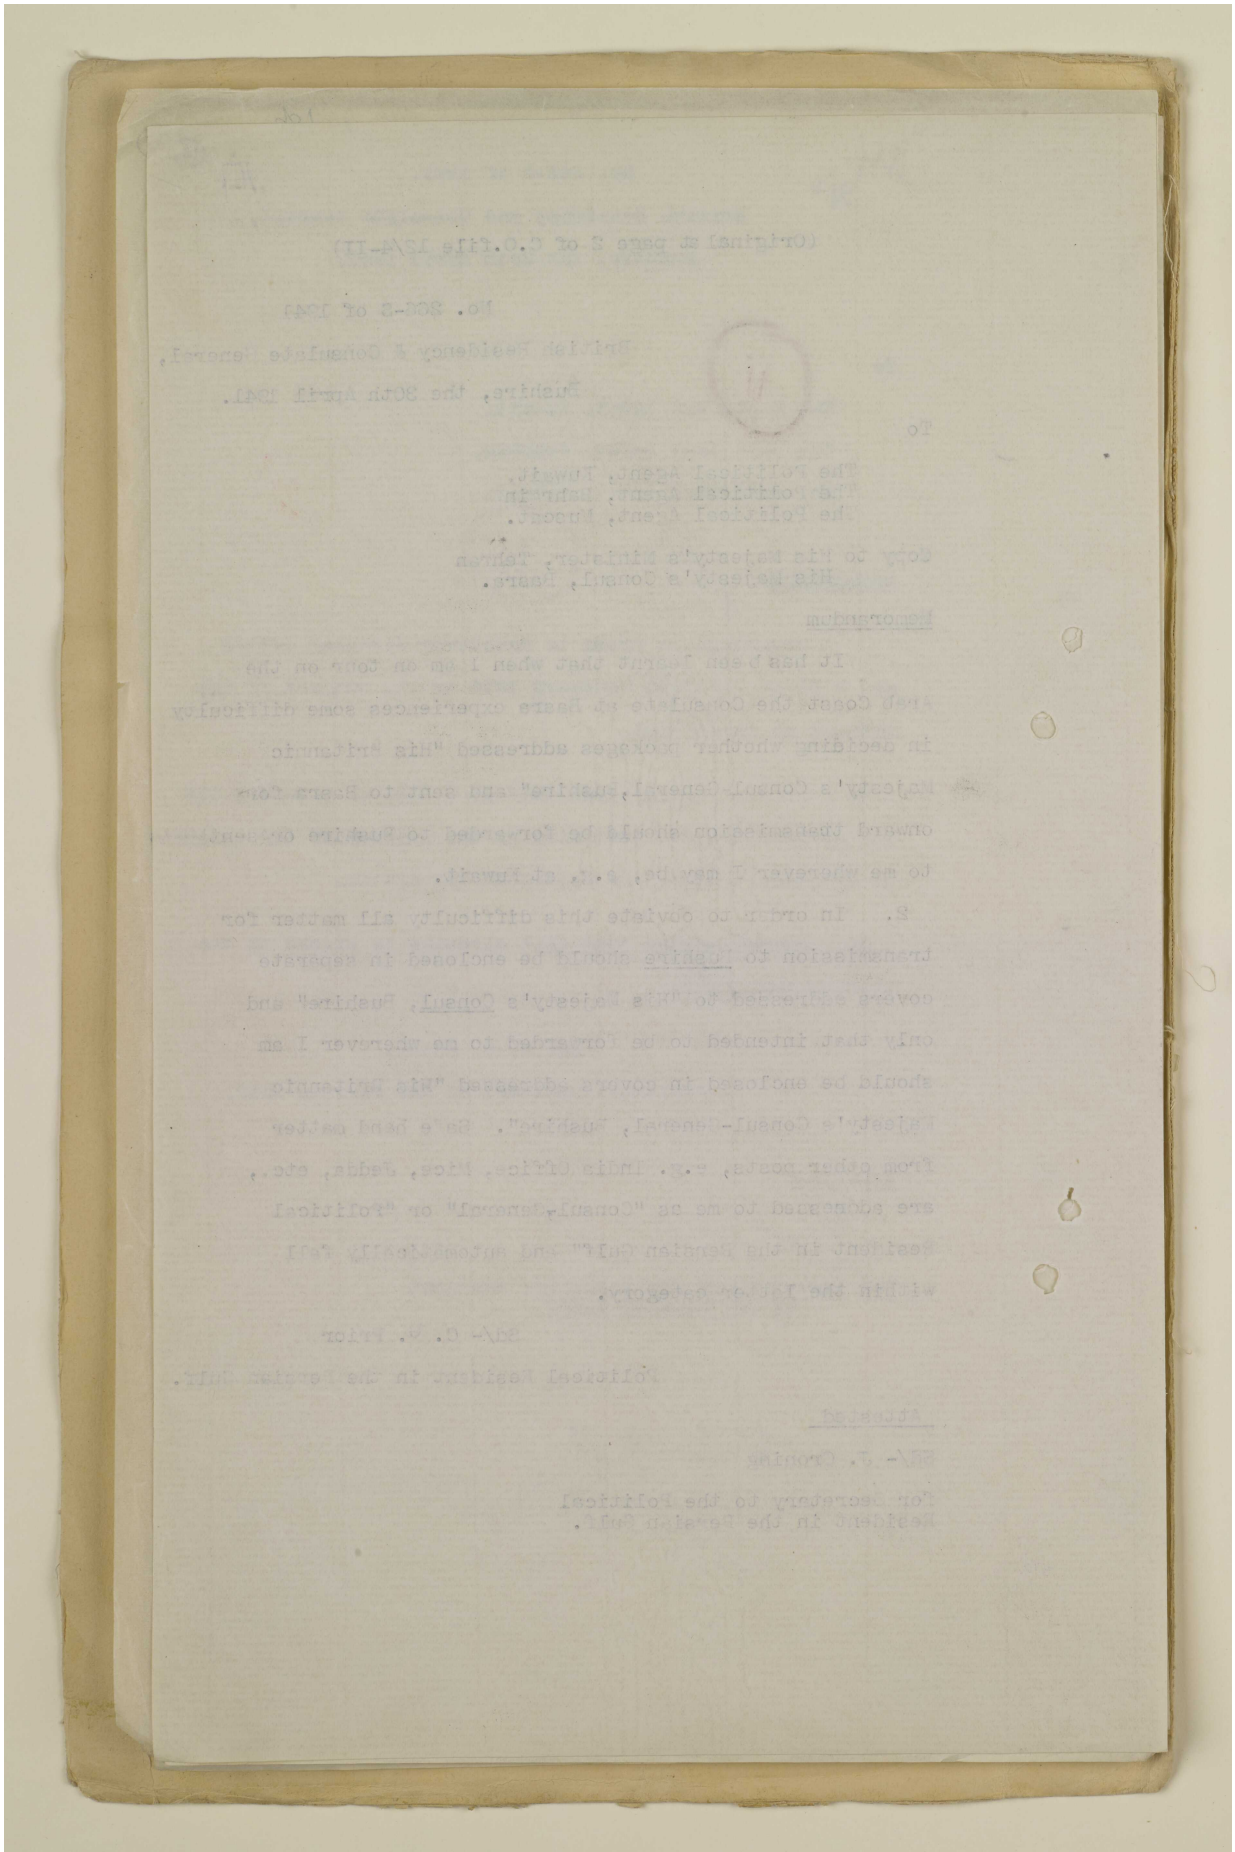 (Original at page 2 of C.O.file 12/4-II)
No. 266-S of 1941
British Residency & Consulate General,
Bushire, the 30th April 1941.
11
To
The Political Agent, Kuwait.
The Political Agent, Bahrain
The Political Agent, Muscat.
Copy to His Majesty's Minister, Tehran
His Majesty's Consul, Basra.
Memorandum
It has been learnt that when I am on tour on the
Arab Coast the Consulate at Basra experiences some difficulty
in deciding whether packages addressed "His Britannic
Majesty's Consul-General, Bushire" and sent to Basra for
onward transmission should be forwarded to Bushire or sent
to me wherever I may be, e.g. at Kuwait.
2. In order to obviate this difficulty all matter for
transmission to Bushire should be enclosed in separate
covers addressed to "His Majesty's Consul, Bushire" and
only that intended to be forwarded to me wherever I am
should be enclosed in covers addressed "His Britannic
Majesty's Consul-General, Bushire". Safe hand matter
from other posts, e.g. India Office, Mice, Jedda, etc.,
are addressed to me as "Consul-General" or "Political
Resident in the Persian Gulf" and automatically fall
within the latter category.
Sd/- C. G. Prior
Political Resident in the Persian Gulf.
Attested
Sd/- J. Croning
for Secretary to the Political
Resident in the Persian Gulf.